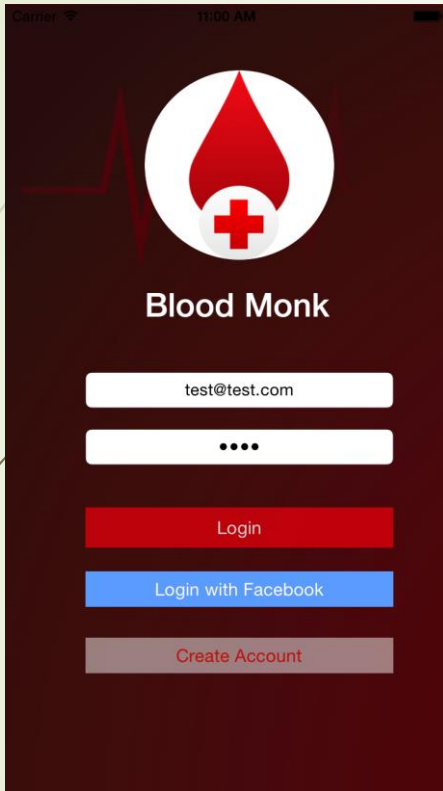 Carrier 11:00 AM
Blood Monk
test@test.com
••••
Login
Login with Facebook
Create Account